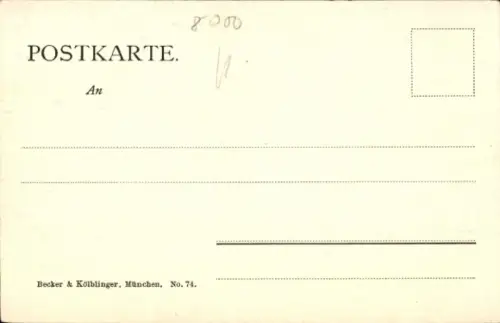 8000
POSTKARTE.
An
Becker & Kölblinger, München. No. 74.